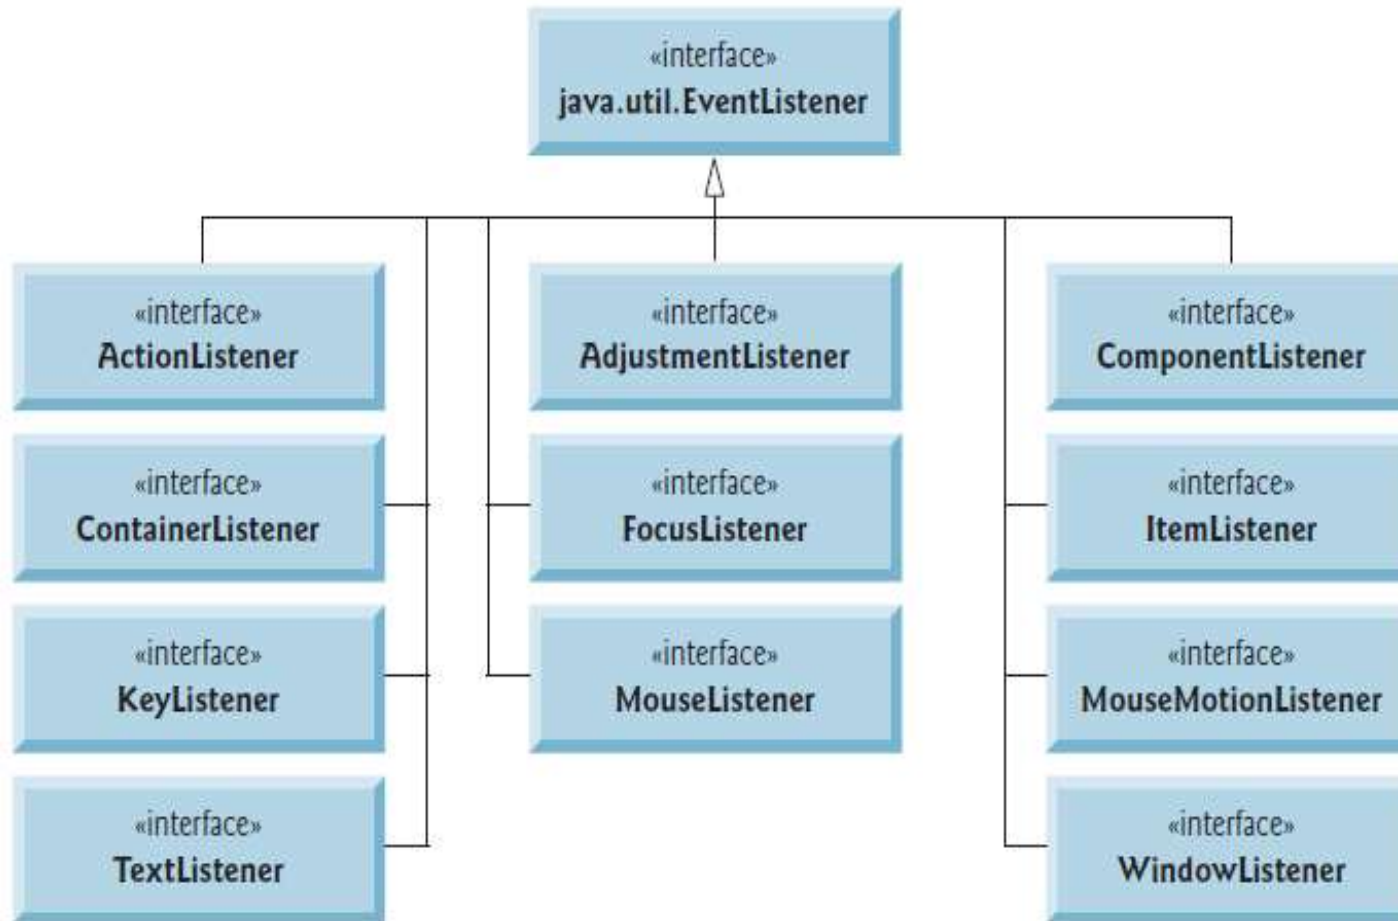 «interface»
java.util.EventListener
«interface»
ActionListener
«interface»
AdjustmentListener
«interface»
ComponentListener
«interface»
ContainerListener
«interface»
FocusListener
«interface»
ItemListener
«interface»
KeyListener
«interface»
MouseListener
«interface»
MouseMotionListener
«interface»
TextListener
«interface»
WindowListener